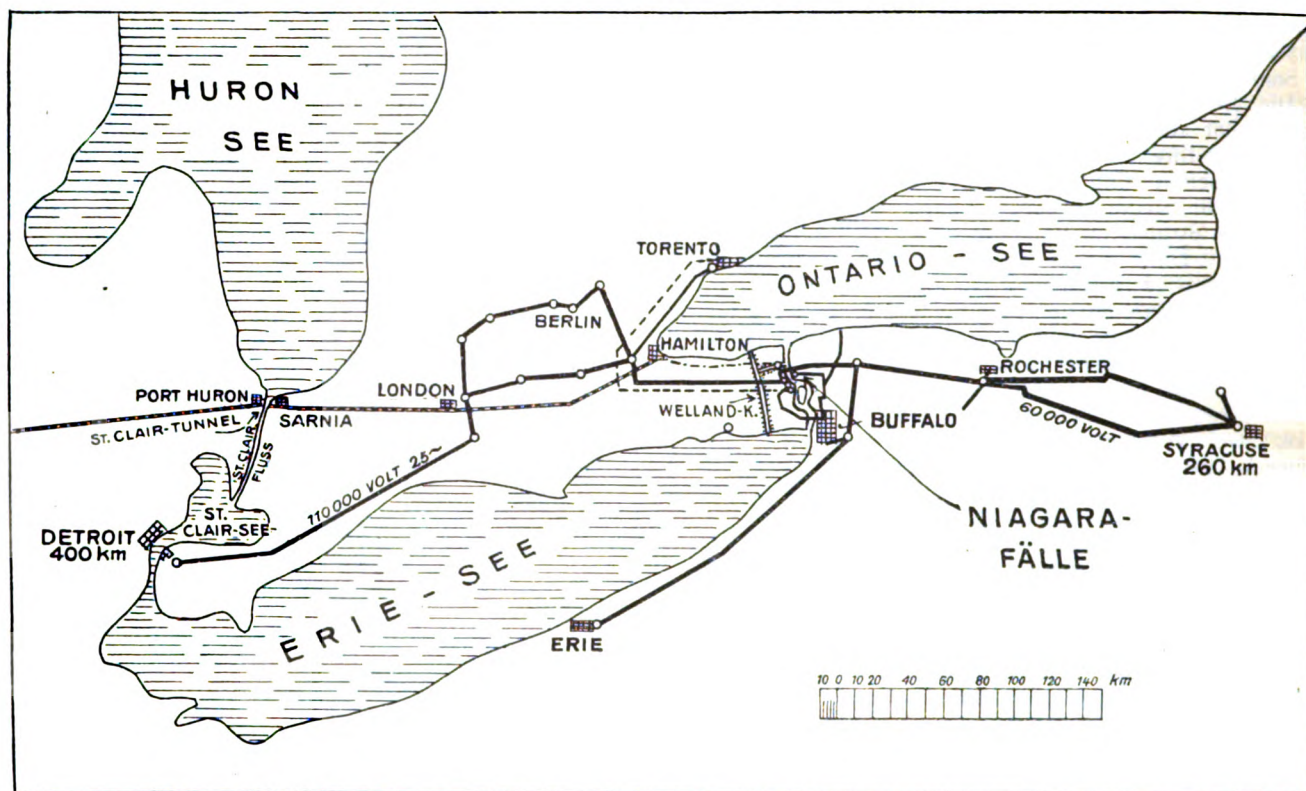 HURON
SEE
TORENTO
ONTARIO - SEE
BERLIN
HAMILTON
ROCHESTER
PORT HURON
LONDON
SARNIA
ST. CLAIR-TUNNEL
ST. CLAIR
FLUSS
WELLAND-K.
BUFFALO
60 000 VOLT
SYRACUSE
260 km
110 000 VOLT 25~
ST.
CLAIR-SEE
DETROIT
400 km
NIAGARA-
FÄLLE
ERIE - SEE
ERIE
10 0 10 20 40 60 80 100 120 140 km